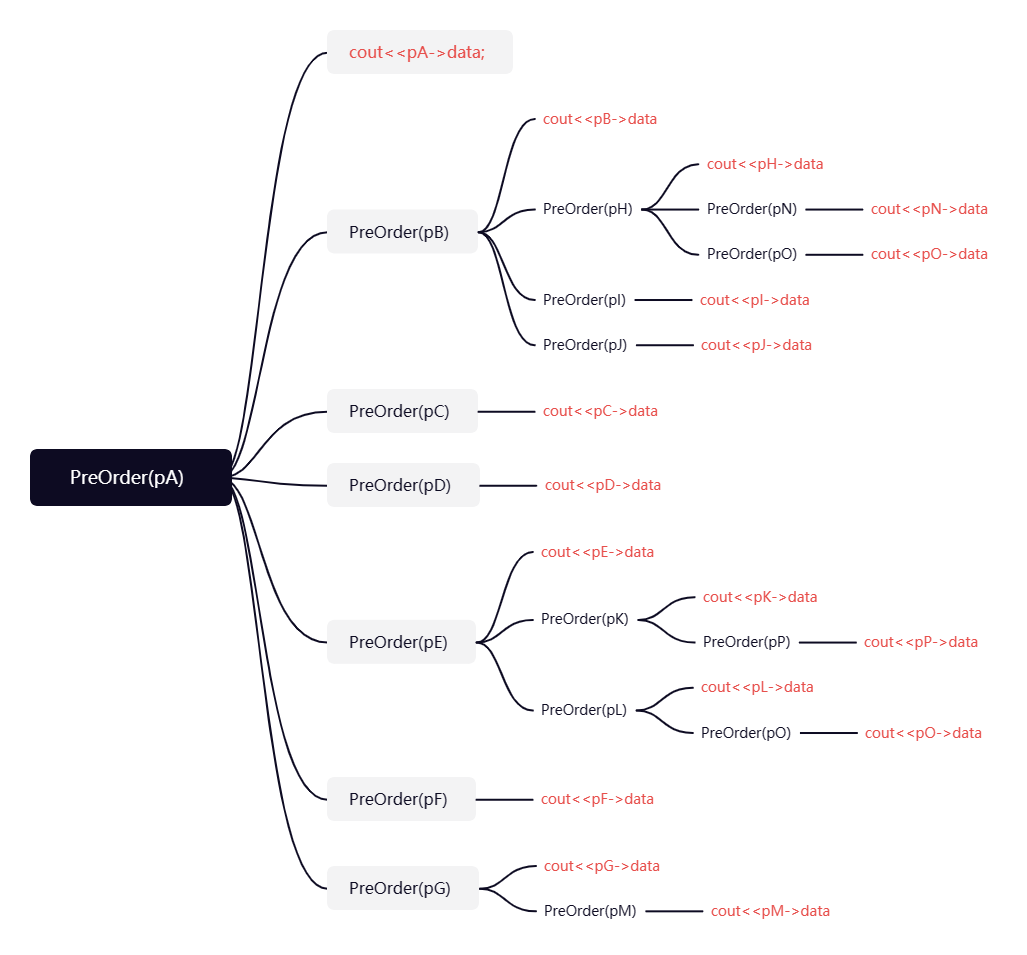 PreOrder(pA)
cout<<pA->data;
PreOrder(pB)
cout<<pB->data
PreOrder(pH)
cout<<pH->data
PreOrder(pN)
cout<<pN->data
PreOrder(pO)
cout<<pO->data
PreOrder(pI)
cout<<pI->data
PreOrder(pJ)
cout<<pJ->data
PreOrder(pC)
cout<<pC->data
PreOrder(pD)
cout<<pD->data
PreOrder(pE)
cout<<pE->data
PreOrder(pK)
cout<<pK->data
PreOrder(pP)
cout<<pP->data
PreOrder(pL)
cout<<pL->data
PreOrder(pO)
cout<<pO->data
PreOrder(pF)
cout<<pF->data
PreOrder(pG)
cout<<pG->data
PreOrder(pM)
cout<<pM->data